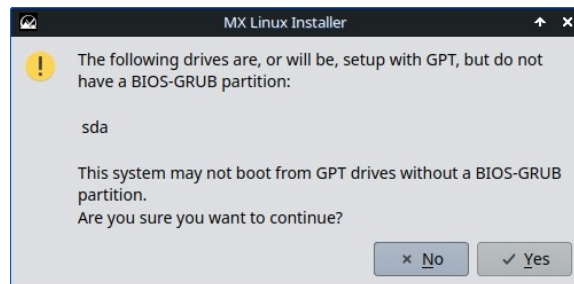 MX Linux Installer
The following drives are, or will be, setup with GPT, but do not
have a BIOS-GRUB partition:
sda
This system may not boot from GPT drives without a BIOS-GRUB
partition.
Are you sure you want to continue?
No
Yes